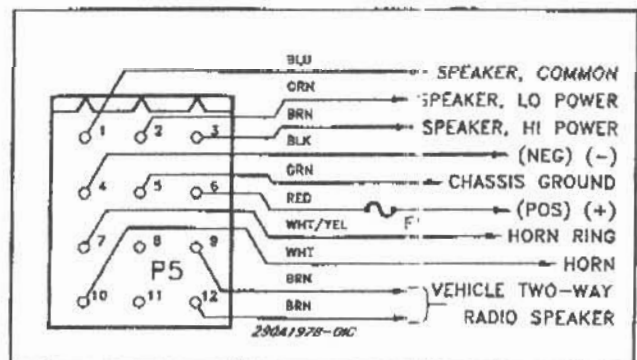 BLU
SPEAKER, COMMON
ORN
SPEAKER, LO POWER
BRN
SPEAKER, HI POWER
BLK
(NEG) (-)
GRN
CHASSIS GROUND
RED
(POS) (+)
F
WHT/YEL
HORN RING
WHT
HORN
BRN
VEHICLE TWO-WAY
BRN
RADIO SPEAKER
1 2 3
4 5 6
7 8 9
P5
10 11 12
290A1978-01C